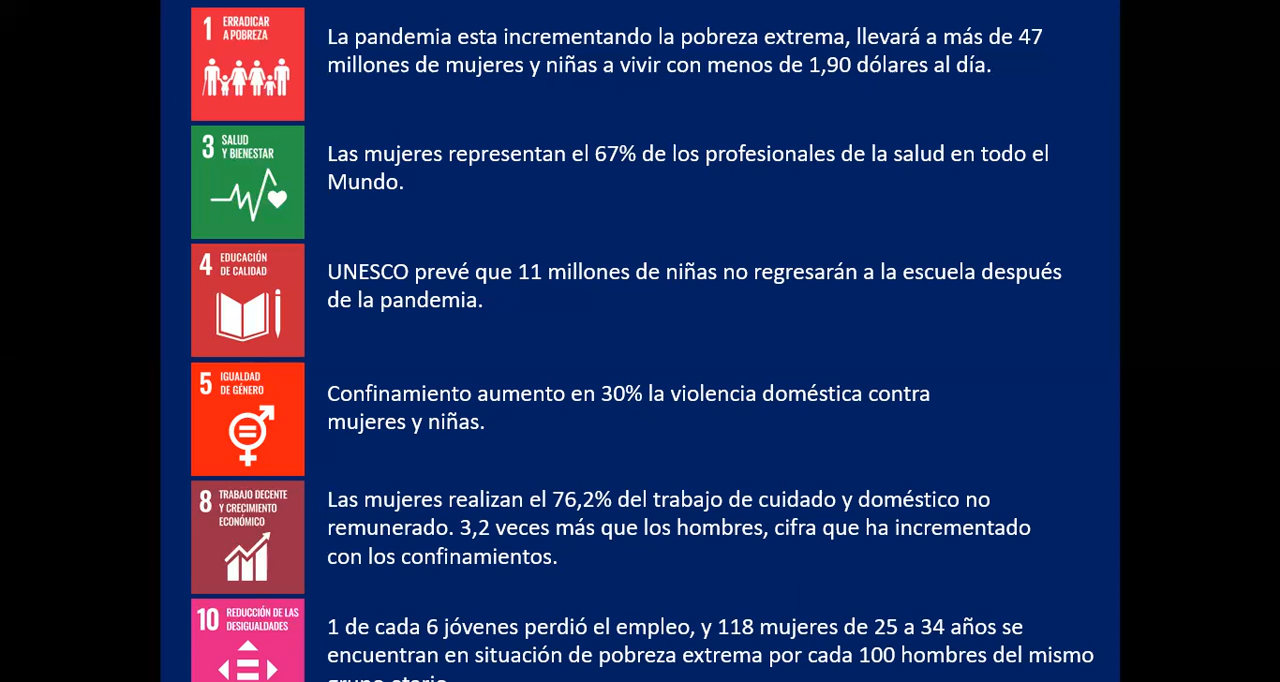 1 ERRADICAR
A POBREZA
La pandemia esta incrementando la pobreza extrema, llevará a más de 47
millones de mujeres y niñas a vivir con menos de 1,90 dólares al día.
3 SALUD
Y BIENESTAR
Las mujeres representan el 67% de los profesionales de la salud en todo el
Mundo.
4 EDUCACIÓN
DE CALIDAD
UNESCO prevé que 11 millones de niñas no regresarán a la escuela después
de la pandemia.
5 IGUALDAD
DE GÉNERO
Confinamiento aumento en 30% la violencia doméstica contra
mujeres y niñas.
8 TRABAJO DECENTE
Y CRECIMIENTO
ECONÓMICO
Las mujeres realizan el 76,2% del trabajo de cuidado y doméstico no
remunerado. 3,2 veces más que los hombres, cifra que ha incrementado
con los confinamientos.
10 REDUCCIÓN DE LAS
DESIGUALDADES
1 de cada 6 jóvenes perdió el empleo, y 118 mujeres de 25 a 34 años se
encuentran en situación de pobreza extrema por cada 100 hombres del mismo